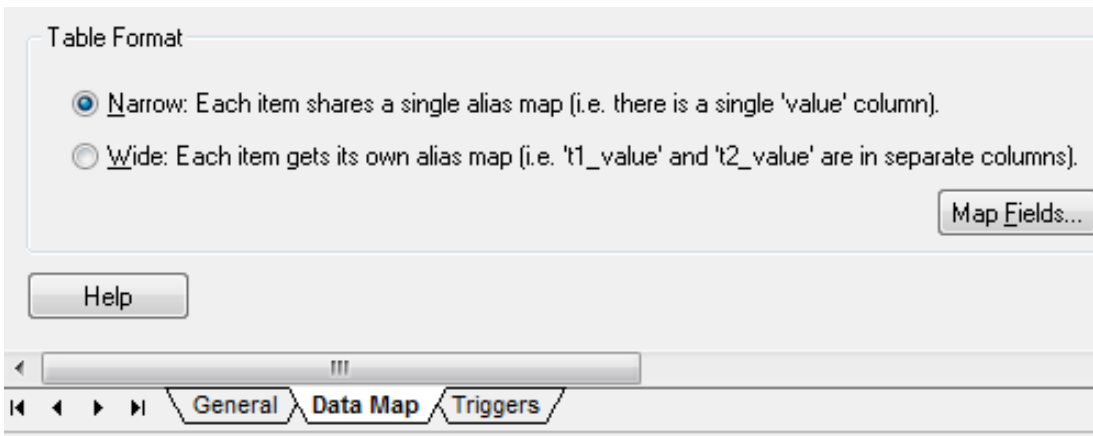 Table Format
Narrow: Each item shares a single alias map (i.e. there is a single 'value' column).
Wide: Each item gets its own alias map (i.e. 't1_value' and 't2_value' are in separate columns).
Map Fields...
Help
General Data Map Triggers